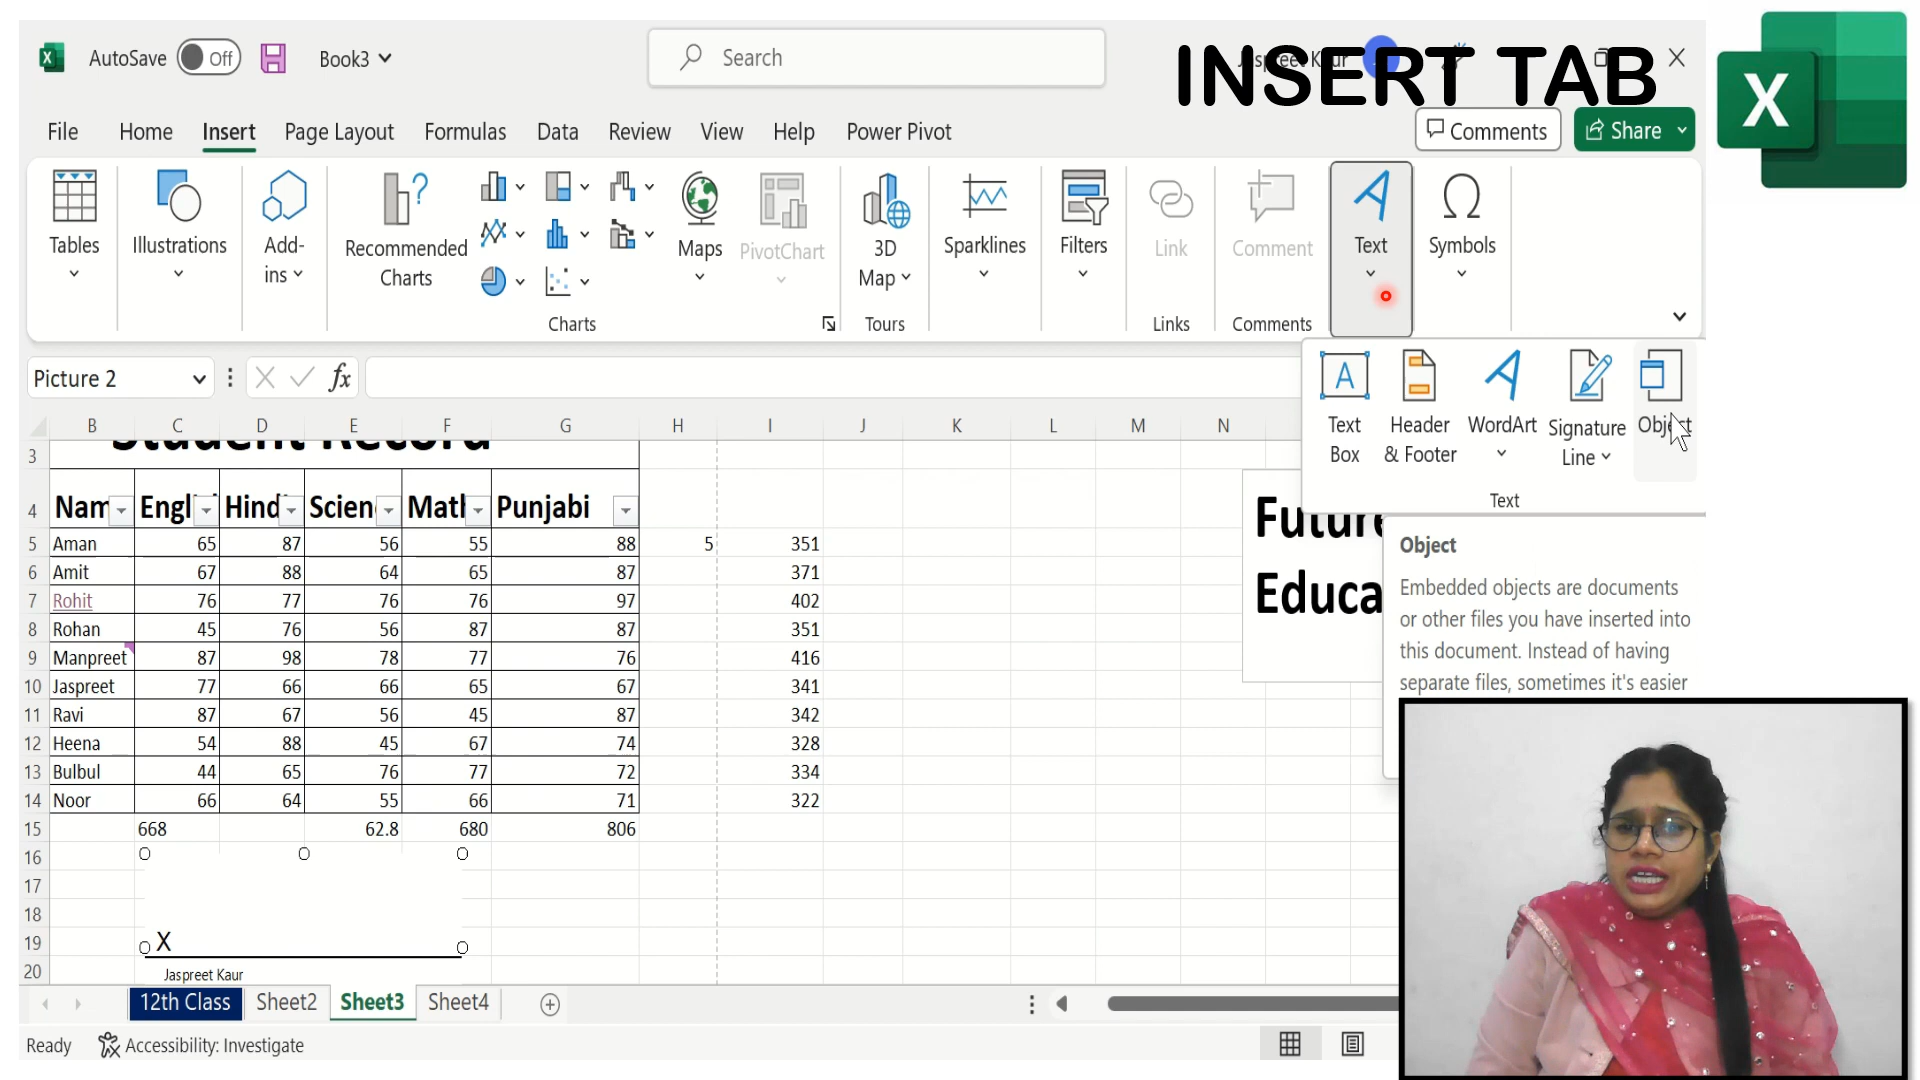 AutoSave Off Book3 Search INSERT TAB
File Home Insert Page Layout Formulas Data Review View Help Power Pivot Comments Share
Tables Illustrations Add-ins Recommended Charts Maps PivotChart 3D Map Sparklines Filters Link Comment Text Symbols
Charts Tours Links Comments
Picture 2 fx
Text Box Header & Footer WordArt Signature Line Object
Text
B C D E F G H I J K L M N
3 Student Record
4 Nam Engl Hind Scien Math Punjabi
5 Aman 65 87 56 55 88 5 351
6 Amit 67 88 64 65 87 371
7 Rohit 76 77 76 76 97 402
8 Rohan 45 76 56 87 87 351
9 Manpreet 87 98 78 77 76 416
10 Jaspreet 77 66 66 65 67 341
11 Ravi 87 67 56 45 87 342
12 Heena 54 88 45 67 74 328
13 Bulbul 44 65 76 77 72 334
14 Noor 66 64 55 66 71 322
15 668 62.8 680 806
16
17
18
19 X
20 Jaspreet Kaur
Future
Educa
Object
Embedded objects are documents
or other files you have inserted into
this document. Instead of having
separate files, sometimes it's easier
12th Class Sheet2 Sheet3 Sheet4
Ready Accessibility: Investigate
X